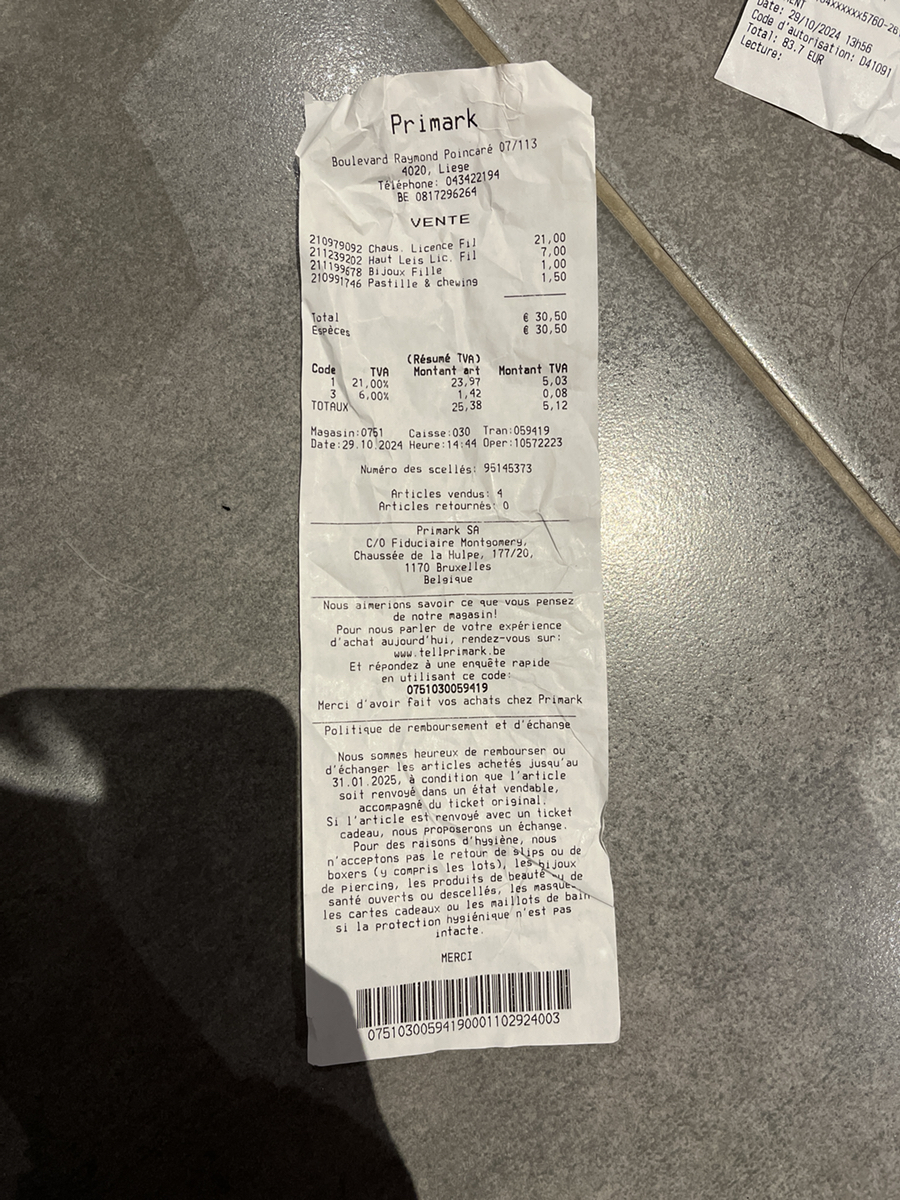 Primark
Boulevard Raymond Poincaré 07/113
4020, Liege
Téléphone: 043422194
BE 0817296264
VENTE
210979092 Chaus. Licence Fil 21,00
211239202 Haut Leis Lic. Fil 7,00
211199678 Bijoux Fille 1,00
210991746 Pastille & chewing 1,50
Total € 30,50
Espèces € 30,50
(Résumé TVA)
Code TVA Montant art Montant TVA
1 21,00% 23,97 5,03
3 6,00% 1,42 0,08
TOTAUX 25,38 5,12
Magasin:0751 Caisse:030 Tran:059419
Date:29.10.2024 Heure:14:44 Oper:10572223
Numéro des scellés: 95145373
Articles vendus: 4
Articles retournés: 0
Primark SA
C/O Fiduciaire Montgomery,
Chaussée de la Hulpe, 177/20,
1170 Bruxelles
Belgique
Nous aimerions savoir ce que vous pensez
de notre magasin!
Pour nous parler de votre expérience
d'achat aujourd'hui, rendez-vous sur:
www.tellprimark.be
Et répondez à une enquête rapide
en utilisant ce code:
0751030059419
Merci d'avoir fait vos achats chez Primark
Politique de remboursement et d'échange
Nous sommes heureux de rembourser ou
d'échanger les articles achetés jusqu'au
31.01.2025, à condition que l'article
soit renvoyé dans un état vendable,
accompagné du ticket original.
Si l'article est renvoyé avec un ticket
cadeau, nous proposerons un échange.
Pour des raisons d'hygiène, nous
n'acceptons pas le retour de slips ou de
boxers (y compris les lots), les bijoux
de piercing, les produits de beauté ou de
santé ouverts ou descellés, les masques,
les cartes cadeaux ou les maillots de bain
si la protection hygiénique n'est pas
intacte.
MERCI
07510300594190001102924003
Date: 29/10/2024 13h56
Code d'autorisation: D41091
Total: 83.7 EUR
Lecture: